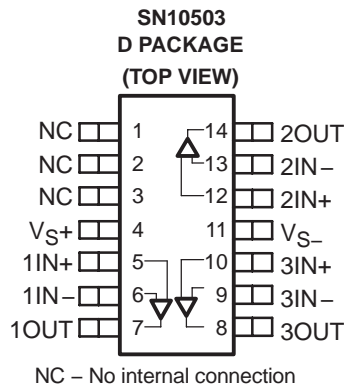 SN10503
D PACKAGE
(TOP VIEW)
NC 1 14 2OUT
NC 2 13 2IN−
NC 3 12 2IN+
VS+ 4 11 VS−
1IN+ 5 10 3IN+
1IN− 6 9 3IN−
1OUT 7 8 3OUT
NC − No internal connection